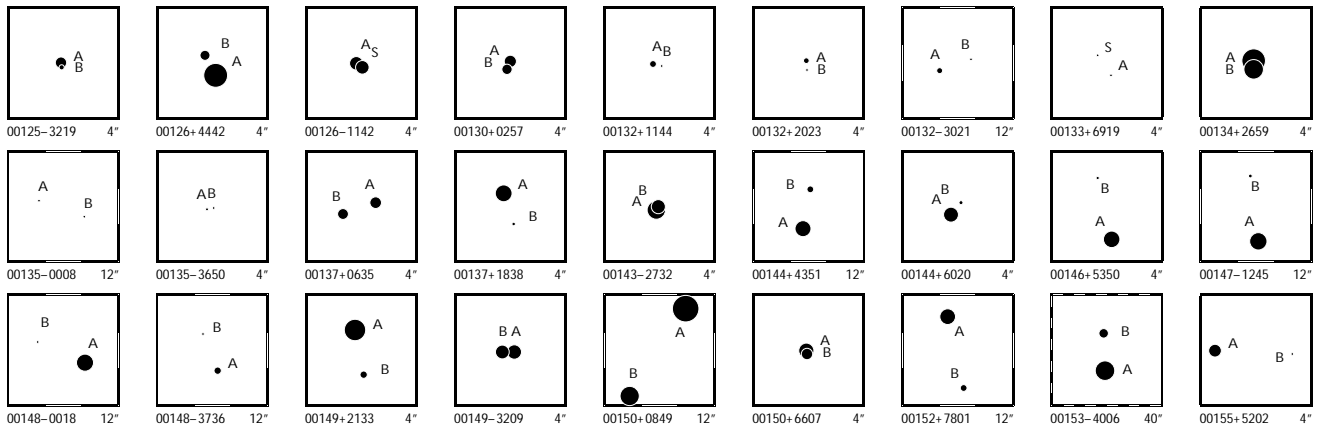 A
B
00125−3219 4″
B
A
00126+4442 4″
A
S
00126−1142 4″
A
B
00130+0257 4″
A B
00132+1144 4″
A
B
00132+2023 4″
A B
00132−3021 12″
S
A
00133+6919 4″
A
B
00134+2659 4″
A
B
00135−0008 12″
A B
00135−3650 4″
B A
00137+0635 4″
A
B
00137+1838 4″
B
A
00143−2732 4″
B
A
00144+4351 12″
B
A
00144+6020 4″
B
A
00146+5350 4″
B
A
00147−1245 12″
B
A
00148−0018 12″
B
A
00148−3736 12″
A
B
00149+2133 4″
B A
00149−3209 4″
A
B
00150+0849 12″
A
B
00150+6607 4″
A
B
00152+7801 12″
B
A
00153−4006 40″
A
B
00155+5202 4″